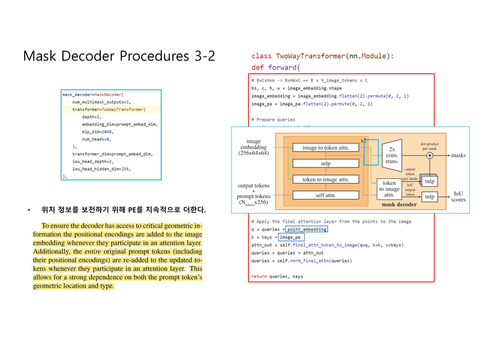 Mask Decoder Procedures 3-2
mask_decoder=MaskDecoder(
num_multimask_outputs=3,
transformer=TwoWayTransformer(
depth=2,
embedding_dim=prompt_embed_dim,
mlp_dim=2048,
num_heads=8,
),
transformer_dim=prompt_embed_dim,
iou_head_depth=3,
iou_head_hidden_dim=256,
),
• 위치 정보를 보전하기 위해 PE를 지속적으로 더한다.
To ensure the decoder has access to critical geometric in-
formation the positional encodings are added to the image
embedding whenever they participate in an attention layer.
Additionally, the entire original prompt tokens (including
their positional encodings) are re-added to the updated to-
kens whenever they participate in an attention layer. This
allows for a strong dependence on both the prompt token's
geometric location and type.
class TwoWayTransformer(nn.Module):
def forward(
# BxCxHxW -> BxHWxC == B x N_image_tokens x C
bs, c, h, w = image_embedding.shape
image_embedding = image_embedding.flatten(2).permute(0, 2, 1)
image_pe = image_pe.flatten(2).permute(0, 2, 1)
# Prepare queries
image
embedding
(256x64x64)
output tokens
+
prompt tokens
(Ntokensx256)
image to token attn.
mlp
token to image attn.
self attn.
x2
2x
conv.
trans.
token
to image
attn.
dot product
per mask
output
token
per mask
mlp
IoU
output
token
mlp
mask decoder
masks
IoU
scores
# Apply the final attention layer from the points to the image
q = queries + point_embedding
k = keys + image_pe
attn_out = self.final_attn_token_to_image(q=q, k=k, v=keys)
queries = queries + attn_out
queries = self.norm_final_attn(queries)
return queries, keys